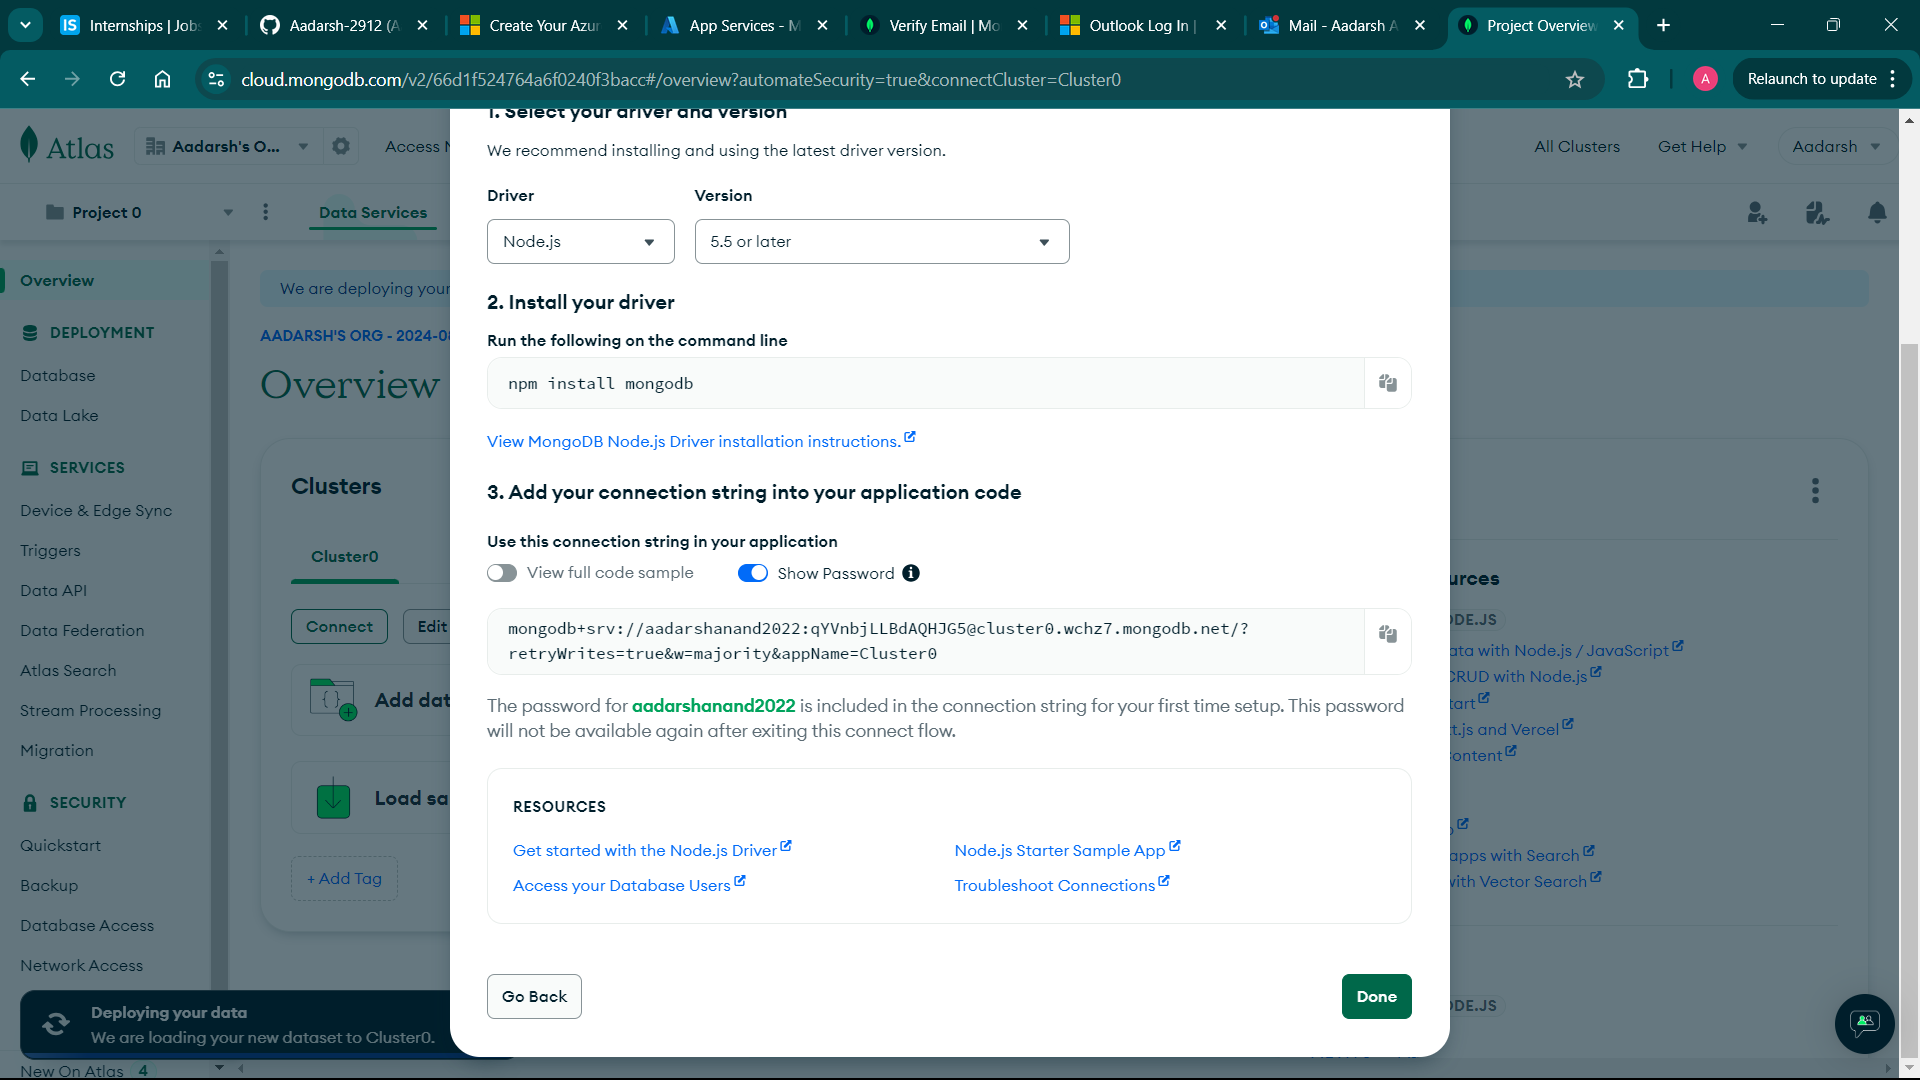 Internships | Jobs
Aadarsh-2912 (A
Create Your Azur
App Services - M
Verify Email | Mo
Outlook Log In |
Mail - Aadarsh A
Project Overview
cloud.mongodb.com/v2/66d1f524764a6f0240f3bacc#/overview?automateSecurity=true&connectCluster=Cluster0
A
Relaunch to update
Atlas
Aadarsh's O...
Access
All Clusters
Get Help
Aadarsh
Project 0
Data Services
Overview
DEPLOYMENT
Database
Data Lake
SERVICES
Device & Edge Sync
Triggers
Data API
Data Federation
Atlas Search
Stream Processing
Migration
SECURITY
Quickstart
Backup
Database Access
Network Access
New On Atlas 4
We are deploying your
AADARSH'S ORG - 2024-0
Overview
Clusters
Cluster0
Connect
Edit
Add dat
Load sa
+ Add Tag
Deploying your data
We are loading your new dataset to Cluster0.
1. Select your driver and version
We recommend installing and using the latest driver version.
Driver
Version
Node.js
5.5 or later
2. Install your driver
Run the following on the command line
npm install mongodb
View MongoDB Node.js Driver installation instructions.
3. Add your connection string into your application code
Use this connection string in your application
View full code sample
Show Password
mongodb+srv://aadarshanand2022:qYVnbjLLBdAQHJG5@cluster0.wchz7.mongodb.net/?
retryWrites=true&w=majority&appName=Cluster0
The password for aadarshanand2022 is included in the connection string for your first time setup. This password
will not be available again after exiting this connect flow.
RESOURCES
Get started with the Node.js Driver
Node.js Starter Sample App
Access your Database Users
Troubleshoot Connections
Go Back
Done
urces
ODE.JS
ata with Node.js / JavaScript
CRUD with Node.js
tart
t.js and Vercel
Content
apps with Search
with Vector Search
ODE.JS